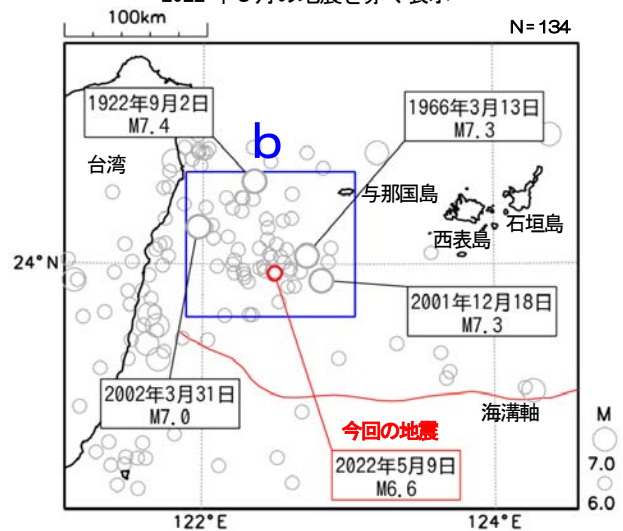 100km
N=134
1922年9月2日
M7.4
1966年3月13日
M7.3
b
台湾
与那国島
西表島
石垣島
24°N
2001年12月18日
M7.3
2002年3月31日
M7.0
今回の地震
海溝軸
2022年5月9日
M6.6
M
7.0
6.0
122°E
124°E